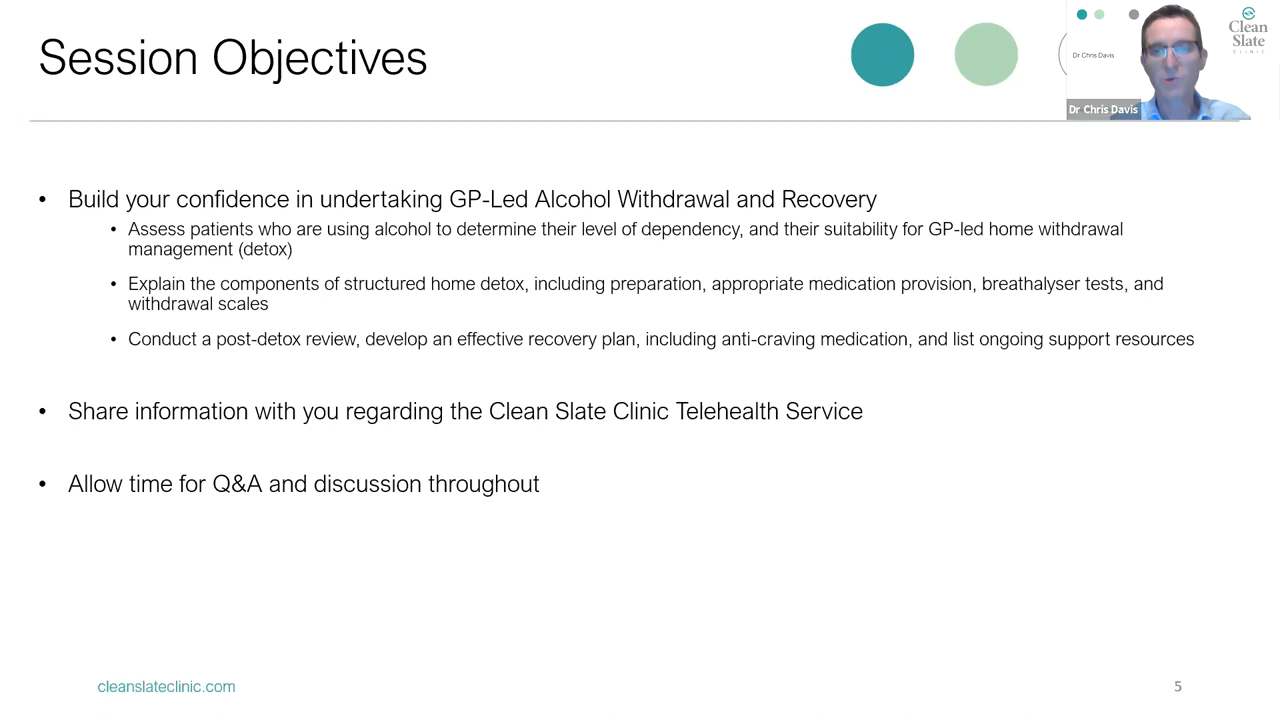 Session Objectives
Dr Chris Davis
Clean
Slate
CLINIC
Dr Chris Davis
• Build your confidence in undertaking GP-Led Alcohol Withdrawal and Recovery
• Assess patients who are using alcohol to determine their level of dependency, and their suitability for GP-led home withdrawal
management (detox)
• Explain the components of structured home detox, including preparation, appropriate medication provision, breathalyser tests, and
withdrawal scales
• Conduct a post-detox review, develop an effective recovery plan, including anti-craving medication, and list ongoing support resources
• Share information with you regarding the Clean Slate Clinic Telehealth Service
• Allow time for Q&A and discussion throughout
cleanslateclinic.com
5